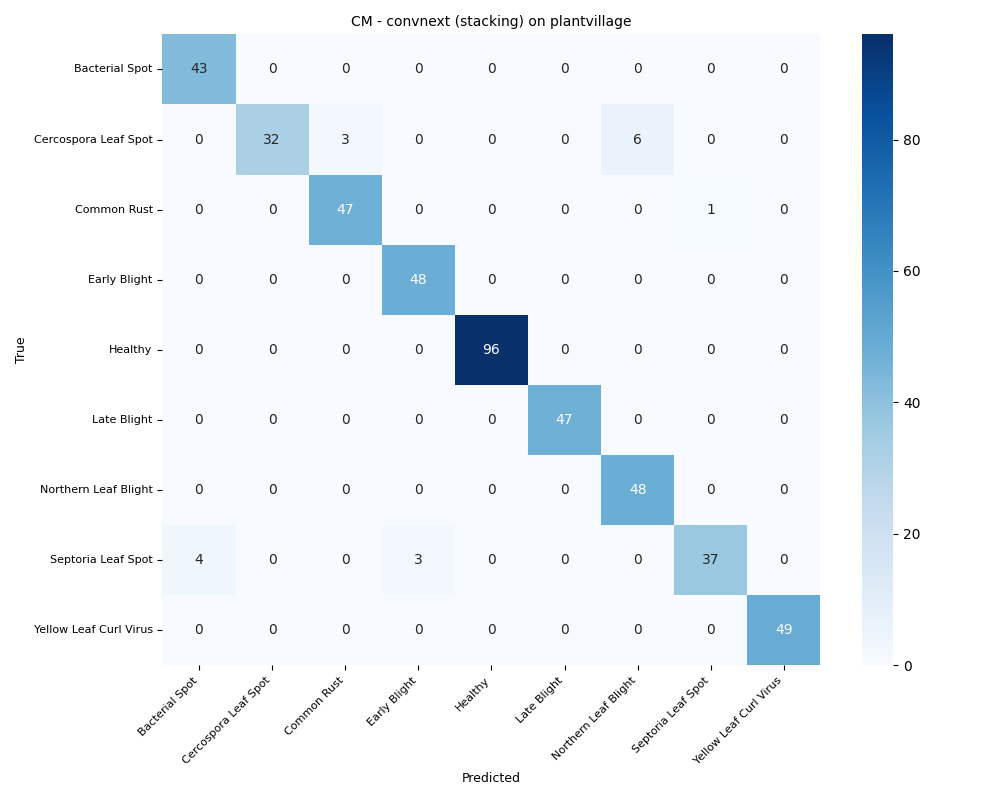 CM - convnext (stacking) on plantvillage
Bacterial Spot 43 0 0 0 0 0 0 0 0
Cercospora Leaf Spot 0 32 3 0 0 0 6 0 0
Common Rust 0 0 47 0 0 0 0 1 0
Early Blight 0 0 0 48 0 0 0 0 0
Healthy 0 0 0 0 96 0 0 0 0
Late Blight 0 0 0 0 0 47 0 0 0
Northern Leaf Blight 0 0 0 0 0 0 48 0 0
Septoria Leaf Spot 4 0 0 3 0 0 0 37 0
Yellow Leaf Curl Virus 0 0 0 0 0 0 0 0 49
True
Bacterial Spot
Cercospora Leaf Spot
Common Rust
Early Blight
Healthy
Late Blight
Northern Leaf Blight
Septoria Leaf Spot
Yellow Leaf Curl Virus
Predicted
80
60
40
20
0